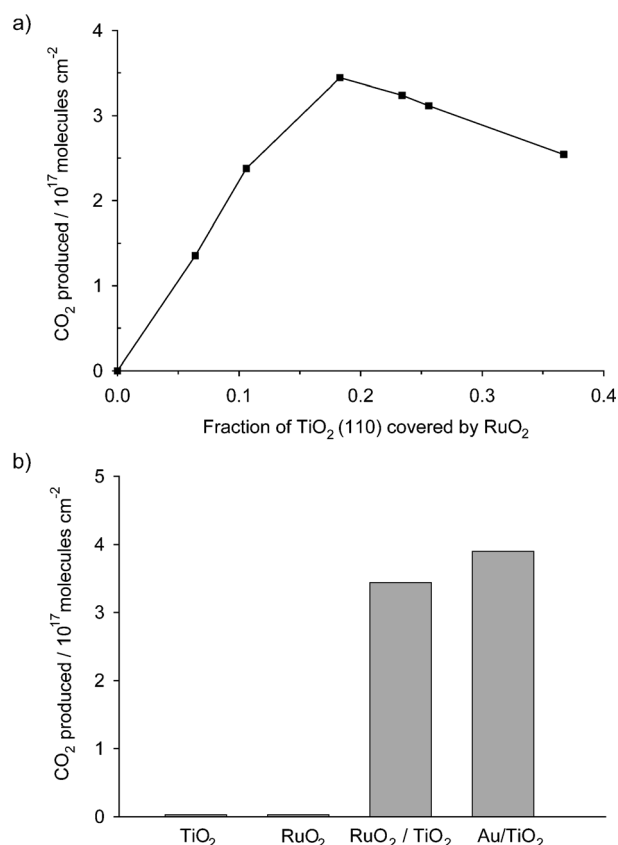 a)
4
3
2
1
0
CO₂ produced / 10¹⁷ molecules cm⁻²
0.0 0.1 0.2 0.3 0.4
Fraction of TiO₂ (110) covered by RuO₂
b)
5
4
3
2
1
0
CO₂ produced / 10¹⁷ molecules cm⁻²
TiO₂ RuO₂ RuO₂ / TiO₂ Au/TiO₂